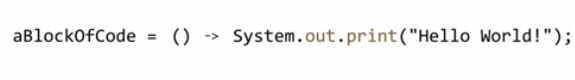 aBlockOfCode = () -> System.out.print("Hello World!");